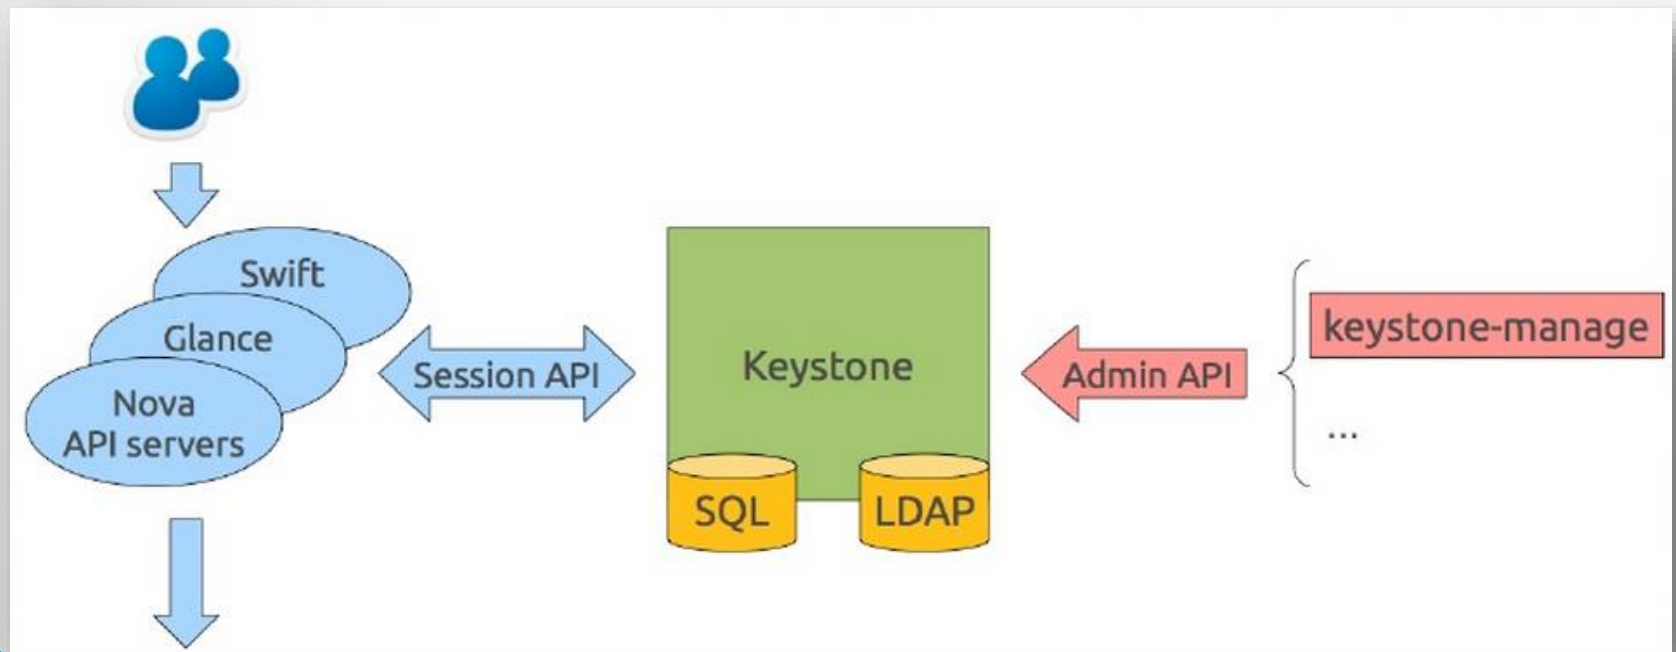 Swift
Glance
Nova
API servers
Session API
Keystone
SQL
LDAP
Admin API
keystone-manage
...